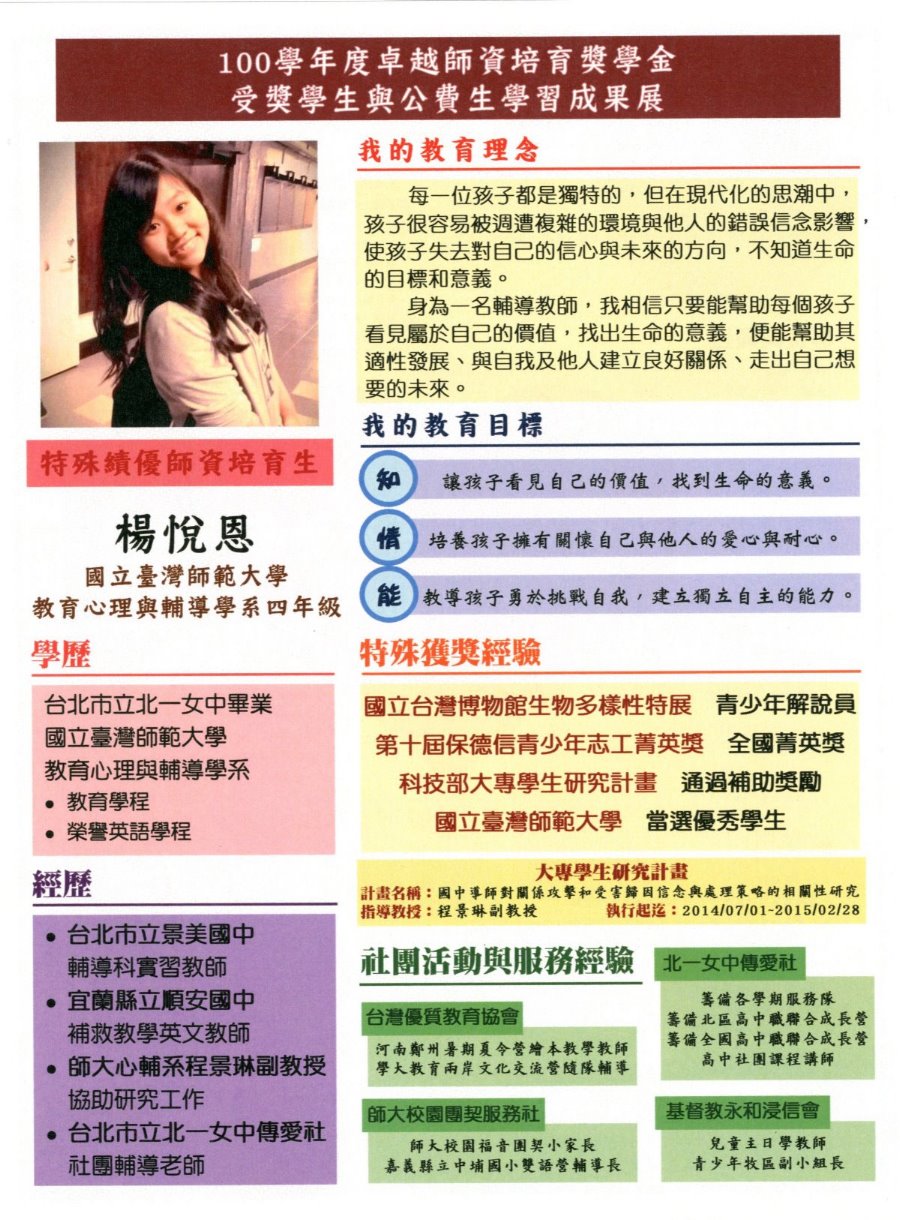 100學年度卓越師資培育獎學金
受獎學生與公費生學習成果展
特殊績優師資培育生
楊悅恩
國立臺灣師範大學
教育心理與輔導學系四年級
學歷
台北市立北一女中畢業
國立臺灣師範大學
教育心理與輔導學系
• 教育學程
• 榮譽英語學程
經歷
• 台北市立景美國中
輔導科實習教師
• 宜蘭縣立順安國中
補救教學英文教師
• 師大心輔系程景琳副教授
協助研究工作
• 台北市立北一女中傳愛社
社團輔導老師
我的教育理念
每一位孩子都是獨特的，但在現代化的思潮中，
孩子很容易被週遭複雜的環境與他人的錯誤信念影響，
使孩子失去對自己的信心與未來的方向，不知道生命
的目標和意義。
身為一名輔導教師，我相信只要能幫助每個孩子
看見屬於自己的價值，找出生命的意義，便能幫助其
適性發展、與自我及他人建立良好關係、走出自己想
要的未來。
我的教育目標
知 讓孩子看見自己的價值，找到生命的意義。
情 培養孩子擁有關懷自己與他人的愛心與耐心。
能 教導孩子勇於挑戰自我，建立獨立自主的能力。
特殊獲獎經驗
國立台灣博物館生物多樣性特展 青少年解說員
第十屆保德信青少年志工菁英獎 全國菁英獎
科技部大專學生研究計畫 通過補助獎勵
國立臺灣師範大學 當選優秀學生
大專學生研究計畫
計畫名稱：國中導師對關係攻擊和受害歸因信念與處理策略的相關性研究
指導教授：程景琳副教授 執行起迄：2014/07/01~2015/02/28
社團活動與服務經驗
台灣優質教育協會
河南鄭州暑期夏令營繪本教學教師
學大教育兩岸文化交流營隨隊輔導
師大校園團契服務社
師大校園福音團契小家長
嘉義縣立中埔國小雙語營輔導長
北一女中傳愛社
籌備各學期服務隊
籌備北區高中職聯合成長營
籌備全國高中職聯合成長營
高中社團課程講師
基督教永和浸信會
兒童主日學教師
青少年牧區副小組長